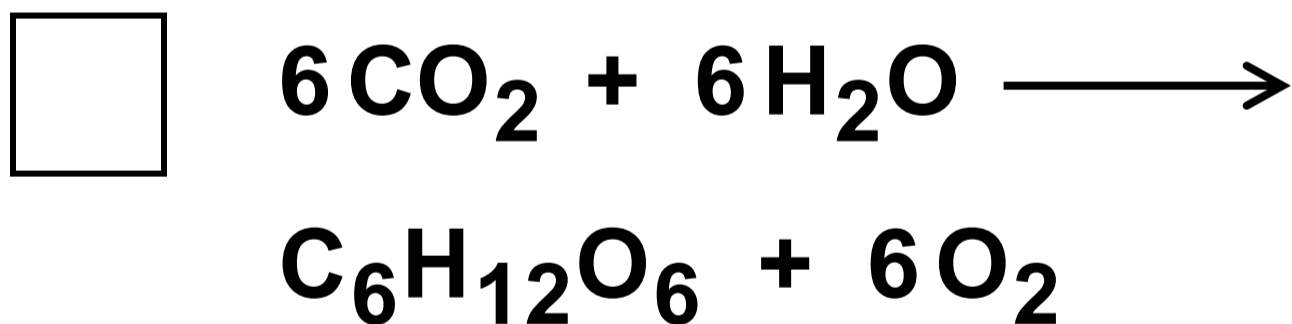 6 CO₂ + 6 H₂O ⟶
C₆H₁₂O₆ + 6 O₂